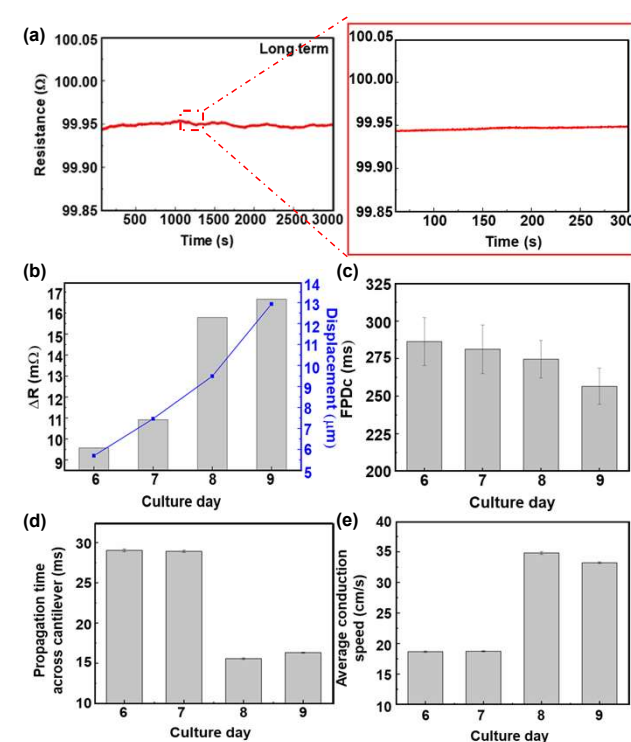 (a)
100.05
100.00
99.95
99.90
99.85
Resistance (Ω)
Long term
500 1000 1500 2000 2500 3000
Time (s)
100.05
100.00
99.95
99.90
99.85
100 150 200 250 300
Time (s)
(b)
17
16
15
14
13
12
11
10
9
ΔR (mΩ)
14
13
12
11
10
9
8
7
6
5
Displacement (μm)
6 7 8 9
Culture day
(c)
325
300
275
250
225
200
FPDc (ms)
6 7 8 9
Culture day
(d)
30
25
20
15
10
Propagation time
across cantilever (ms)
6 7 8 9
Culture day
(e)
40
35
30
25
20
15
10
Average conduction
speed (cm/s)
6 7 8 9
Culture day